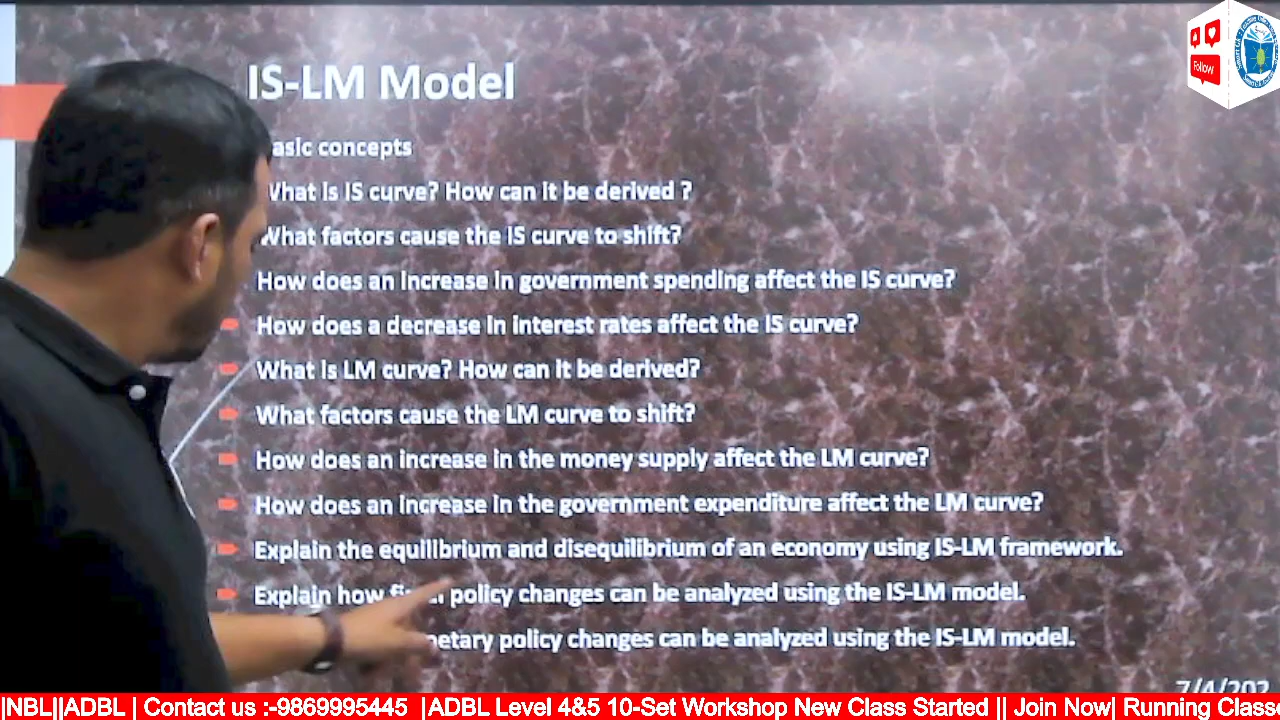 IS-LM Model
asic concepts
What is IS curve? How can it be derived ?
What factors cause the IS curve to shift?
How does an increase in government spending affect the IS curve?
How does a decrease in interest rates affect the IS curve?
What is LM curve? How can it be derived?
What factors cause the LM curve to shift?
How does an increase in the money supply affect the LM curve?
How does an increase in the government expenditure affect the LM curve?
Explain the equilibrium and disequilibrium of an economy using IS-LM framework.
Explain how policy changes can be analyzed using the IS-LM model.
netary policy changes can be analyzed using the IS-LM model.
7/4/202
Follow
|NBL||ADBL | Contact us :-9869995445 |ADBL Level 4&5 10-Set Workshop New Class Started || Join Now| Running Class